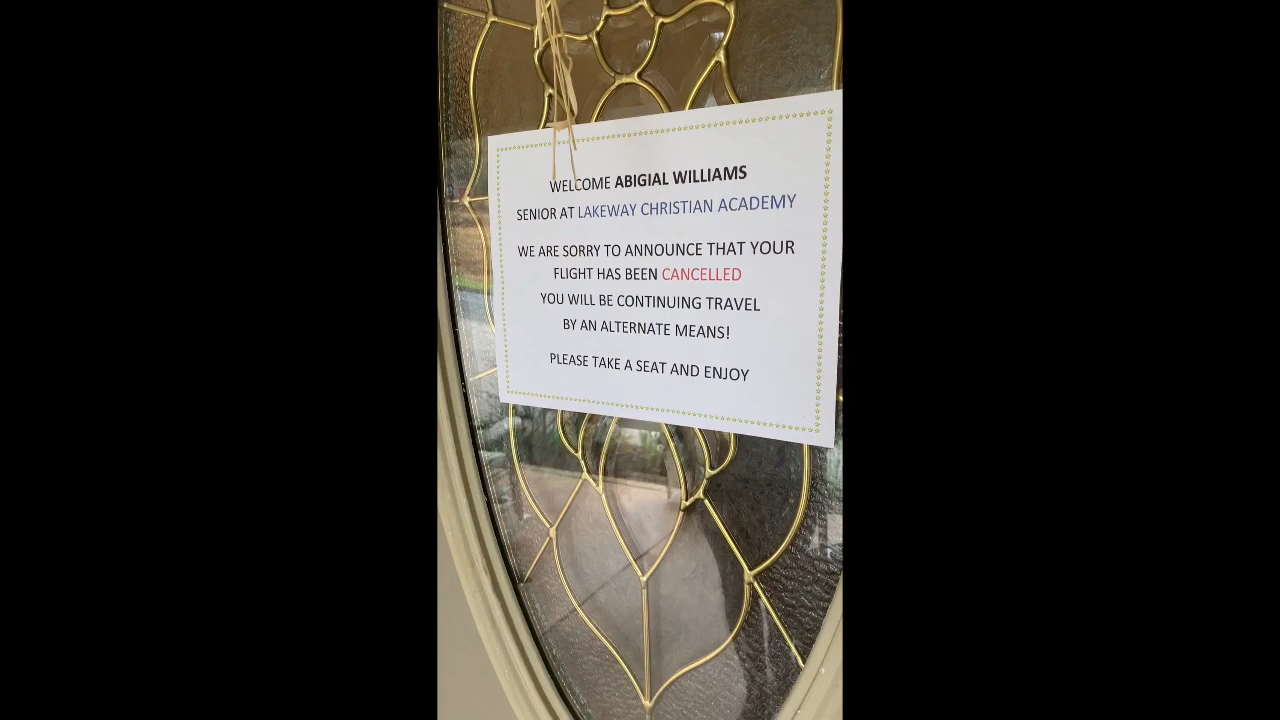 WELCOME ABIGIAL WILLIAMS
SENIOR AT LAKEWAY CHRISTIAN ACADEMY
WE ARE SORRY TO ANNOUNCE THAT YOUR
FLIGHT HAS BEEN CANCELLED
YOU WILL BE CONTINUING TRAVEL
BY AN ALTERNATE MEANS!
PLEASE TAKE A SEAT AND ENJOY